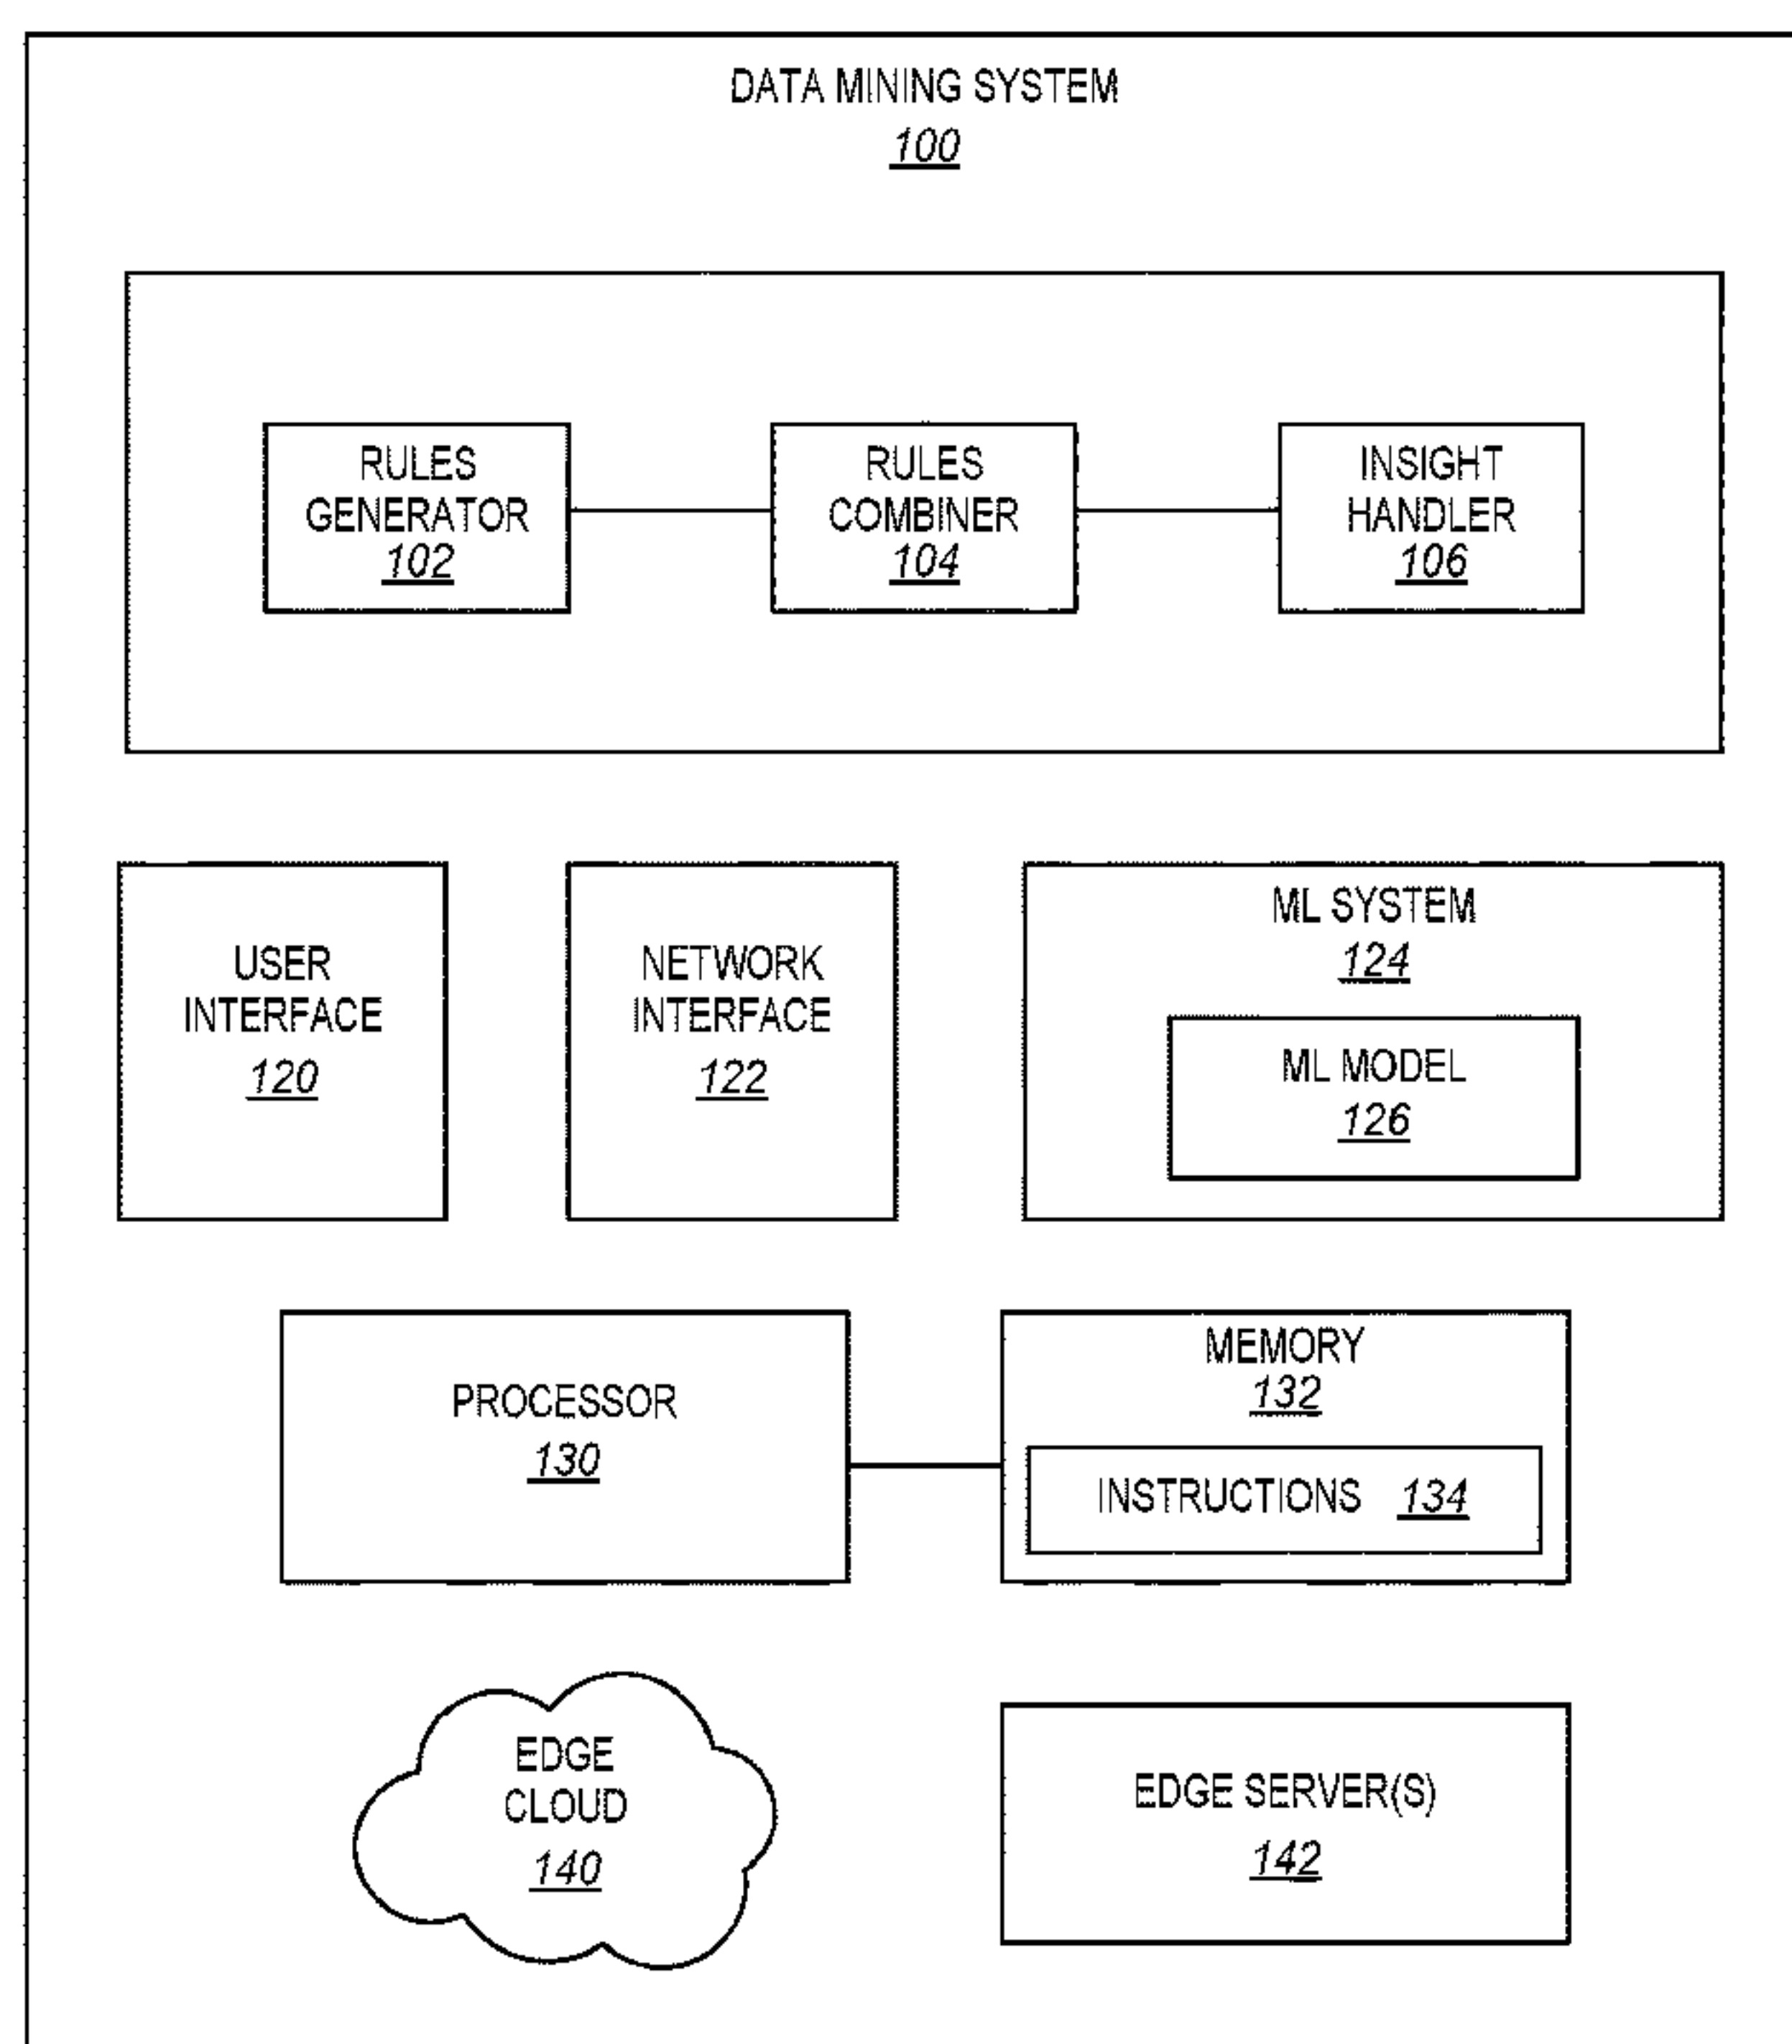 DATA MINING SYSTEM
100
RULES
GENERATOR
102
RULES
COMBINER
104
INSIGHT
HANDLER
106
USER
INTERFACE
120
NETWORK
INTERFACE
122
ML SYSTEM
124
ML MODEL
126
PROCESSOR
130
MEMORY
132
INSTRUCTIONS 134
EDGE
CLOUD
140
EDGE SERVER(S)
142